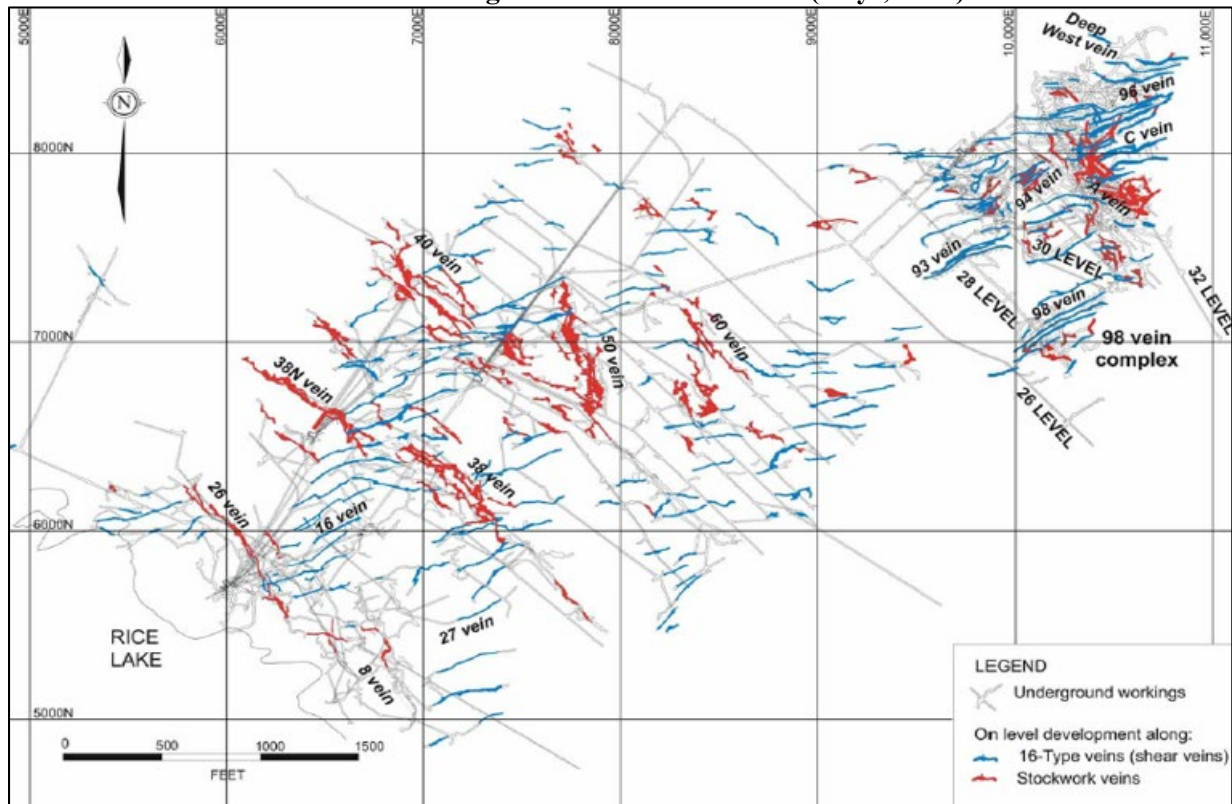 5000E
6000E
7000E
8000E
10,000E
11,000E
Deep
West vein
96 vein
N
8000N
C vein
94 vein
A vein
40 vein
93 vein
30 LEVEL
28 LEVEL
32 LEVEL
98 vein
7000N
60 vein
50 vein
98 vein
complex
38N vein
26 LEVEL
38 vein
26 vein
16 vein
6000N
RICE
LAKE
27 vein
8 vein
5000N
LEGEND
Underground workings
On level development along:
16-Type veins (shear veins)
Stockwork veins
0 500 1000 1500
FEET